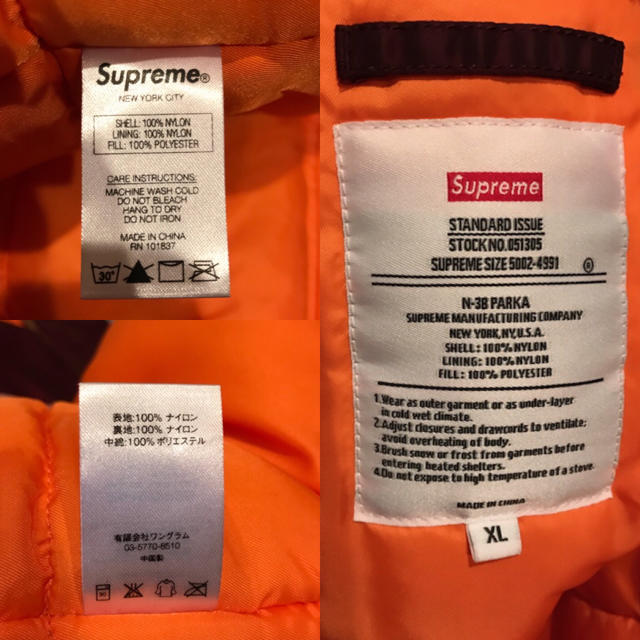 Supreme®
NEW YORK CITY
SHELL: 100% NYLON
LINING: 100% NYLON
FILL: 100% POLYESTER
CARE INSTRUCTIONS:
MACHINE WASH COLD
DO NOT BLEACH
HANG TO DRY
DO NOT IRON
MADE IN CHINA
RN 101837
30°
表地:100% ナイロン
裏地:100% ナイロン
中綿:100% ポリエステル
有限会社ワングラム
03-5770-8510
中国製
30
Supreme
STANDARD ISSUE
STOCK NO. 051305
SUPREME SIZE 5002-4991 ®
N-3B PARKA
SUPREME MANUFACTURING COMPANY
NEW YORK, NY, U.S.A.
SHELL: 100% NYLON
LINING: 100% NYLON
FILL: 100% POLYESTER
1. Wear as outer garment or as under-layer
in cold wet climate.
2. Adjust closures and drawcords to ventilate;
avoid overheating of body.
3. Brush snow or frost from garments before
entering heated shelters.
4. Do not expose to high temperature of a stove.
MADE IN CHINA
XL